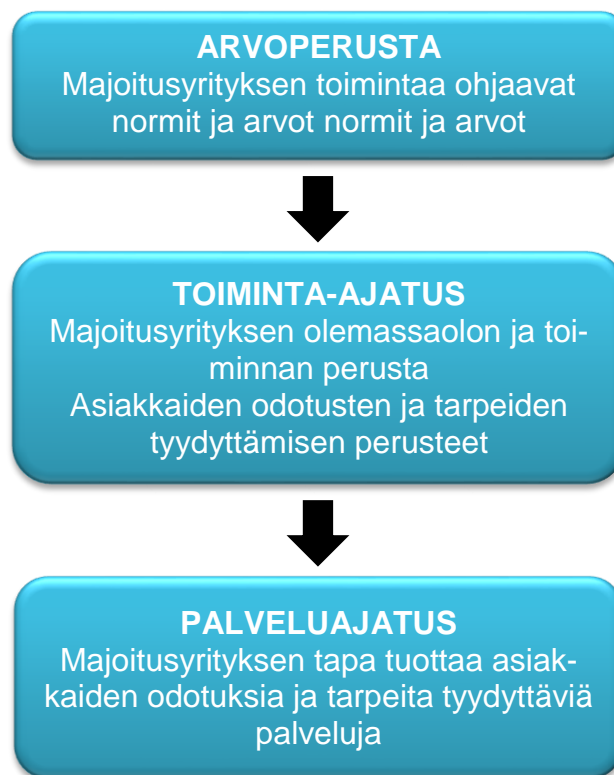 ARVOPERUSTA
Majoitusyrityksen toimintaa ohjaavat
normit ja arvot normit ja arvot
TOIMINTA-AJATUS
Majoitusyrityksen olemassaolon ja toi-
minnan perusta
Asiakkaiden odotusten ja tarpeiden
tyydyttämisen perusteet
PALVELUAJATUS
Majoitusyrityksen tapa tuottaa asiak-
kaiden odotuksia ja tarpeita tyydyttäviä
palveluja